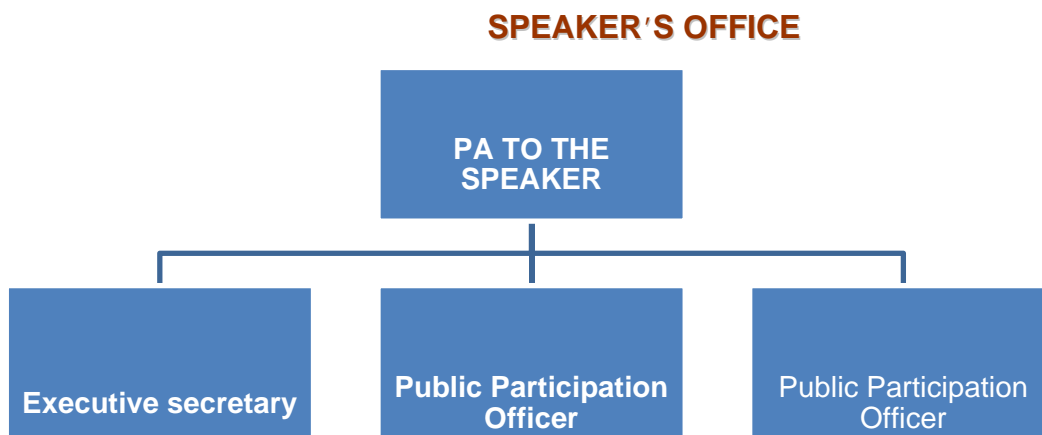 SPEAKER'S OFFICE
PA TO THE
SPEAKER
Executive secretary
Public Participation
Officer
Public Participation
Officer